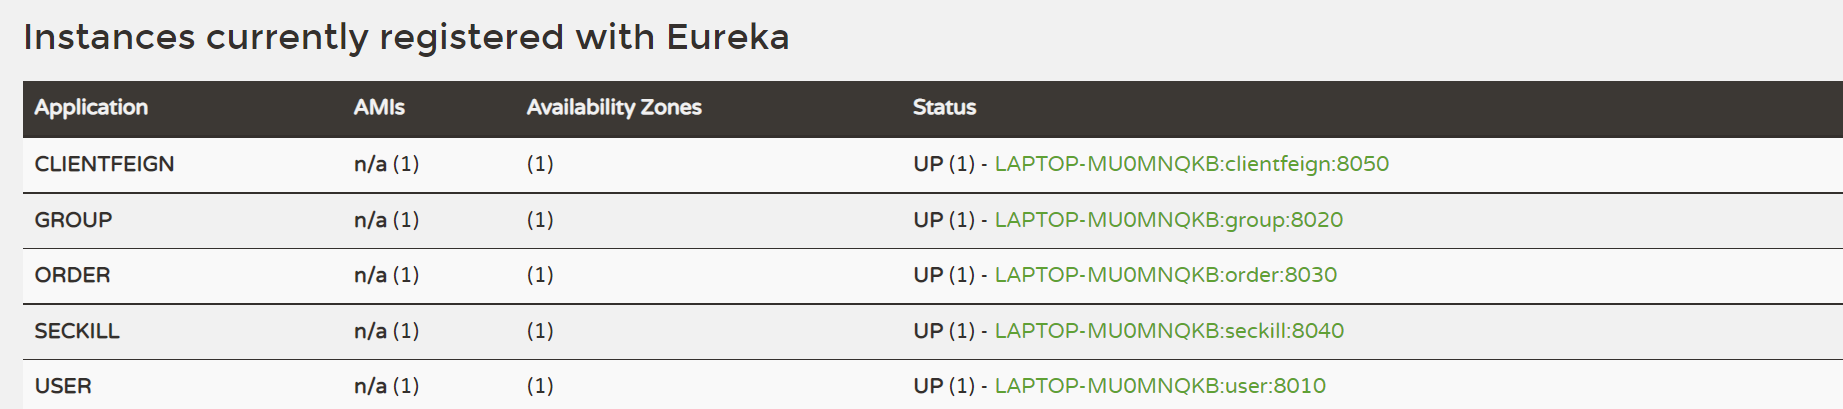 Instances currently registered with Eureka
Application AMIs Availability Zones Status
CLIENTFEIGN n/a (1) (1) UP (1) - LAPTOP-MU0MNQKB:clientfeign:8050
GROUP n/a (1) (1) UP (1) - LAPTOP-MU0MNQKB:group:8020
ORDER n/a (1) (1) UP (1) - LAPTOP-MU0MNQKB:order:8030
SECKILL n/a (1) (1) UP (1) - LAPTOP-MU0MNQKB:seckill:8040
USER n/a (1) (1) UP (1) - LAPTOP-MU0MNQKB:user:8010